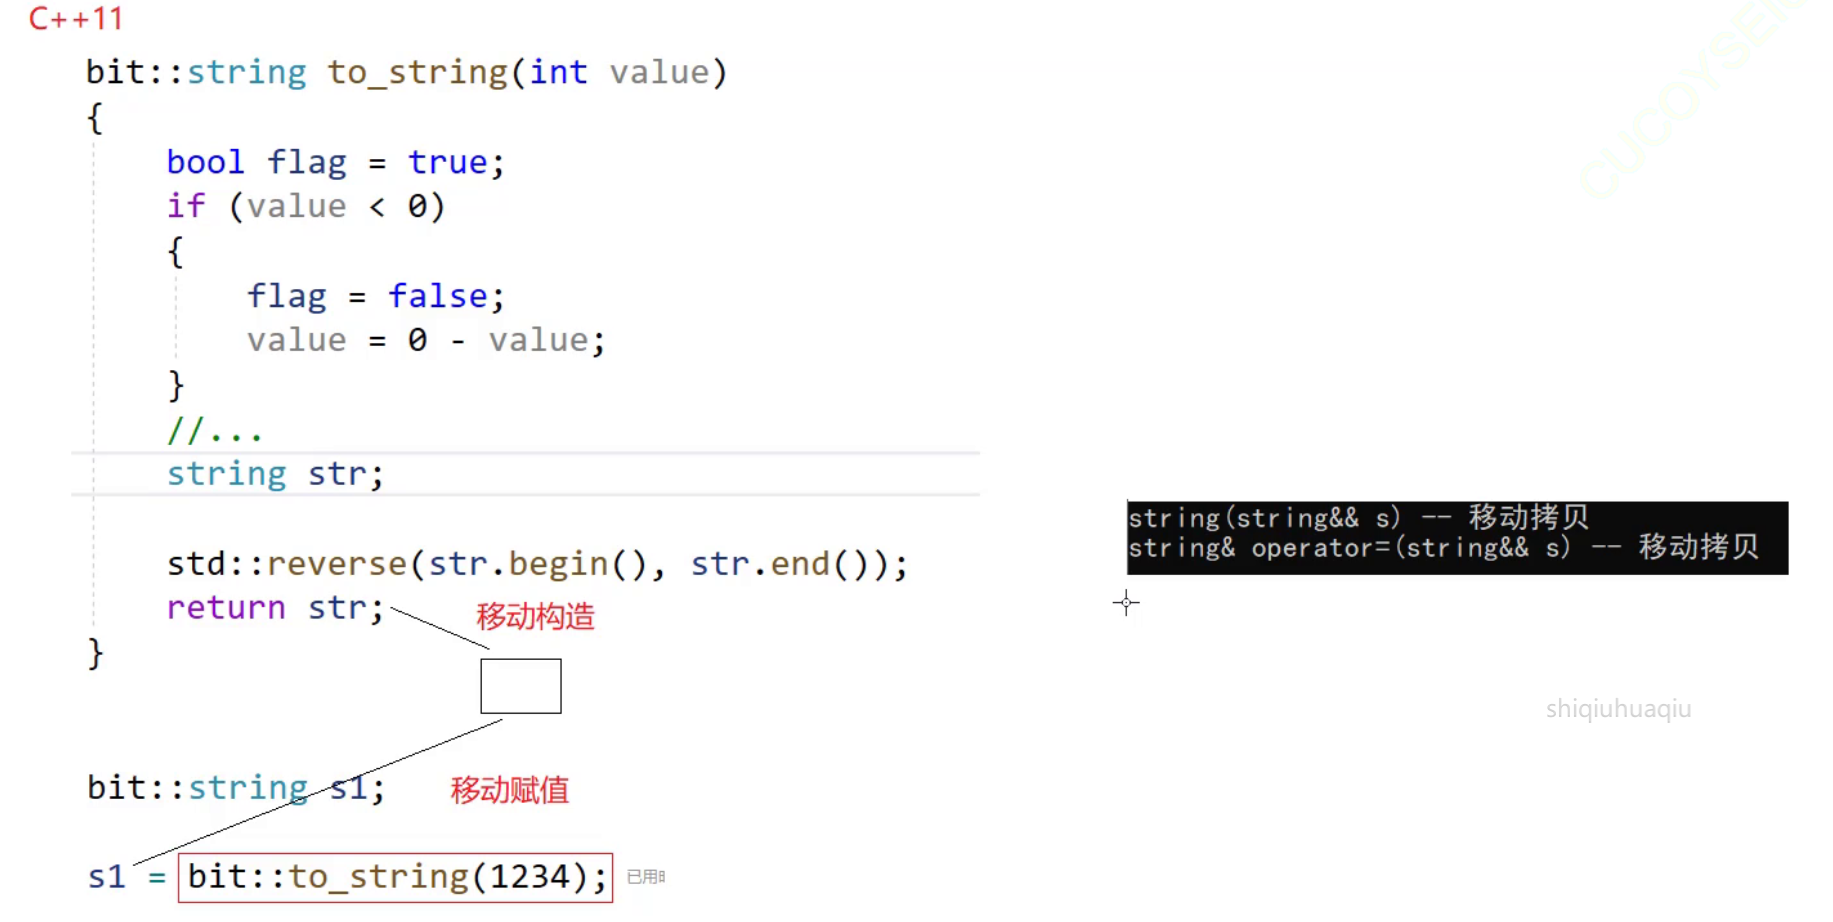 C++11
bit::string to_string(int value)
{
bool flag = true;
if (value < 0)
{
flag = false;
value = 0 - value;
}
//...
string str;
std::reverse(str.begin(), str.end());
return str;
移动构造
}
string(string&& s) -- 移动拷贝
string& operator=(string&& s) -- 移动拷贝
shiqiuhuaqiu
bit::string s1;
移动赋值
s1 = bit::to_string(1234);
已用